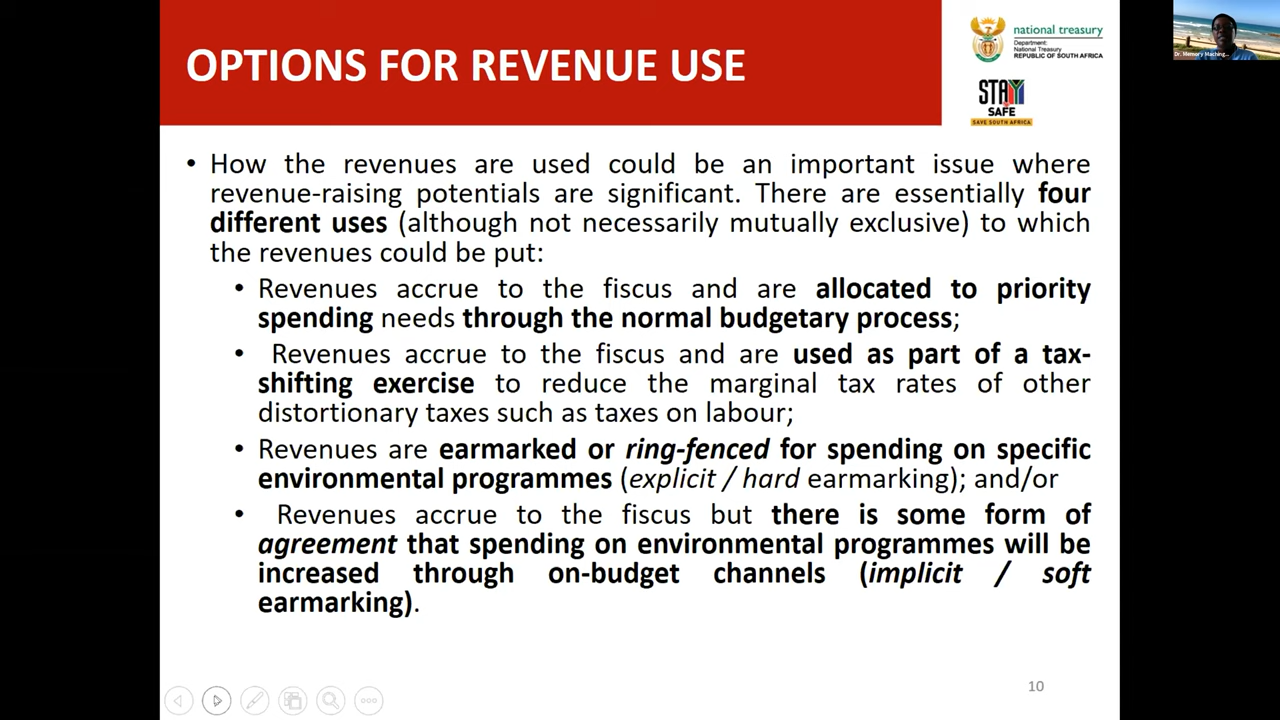 OPTIONS FOR REVENUE USE
national treasury
Department:
National Treasury
REPUBLIC OF SOUTH AFRICA
STAY
SAFE
SAVE SOUTH AFRICA
Dr. Memory Maching...
• How the revenues are used could be an important issue where
revenue-raising potentials are significant. There are essentially four
different uses (although not necessarily mutually exclusive) to which
the revenues could be put:
• Revenues accrue to the fiscus and are allocated to priority
spending needs through the normal budgetary process;
• Revenues accrue to the fiscus and are used as part of a tax-
shifting exercise to reduce the marginal tax rates of other
distortionary taxes such as taxes on labour;
• Revenues are earmarked or ring-fenced for spending on specific
environmental programmes (explicit / hard earmarking); and/or
• Revenues accrue to the fiscus but there is some form of
agreement that spending on environmental programmes will be
increased through on-budget channels (implicit / soft
earmarking).
10